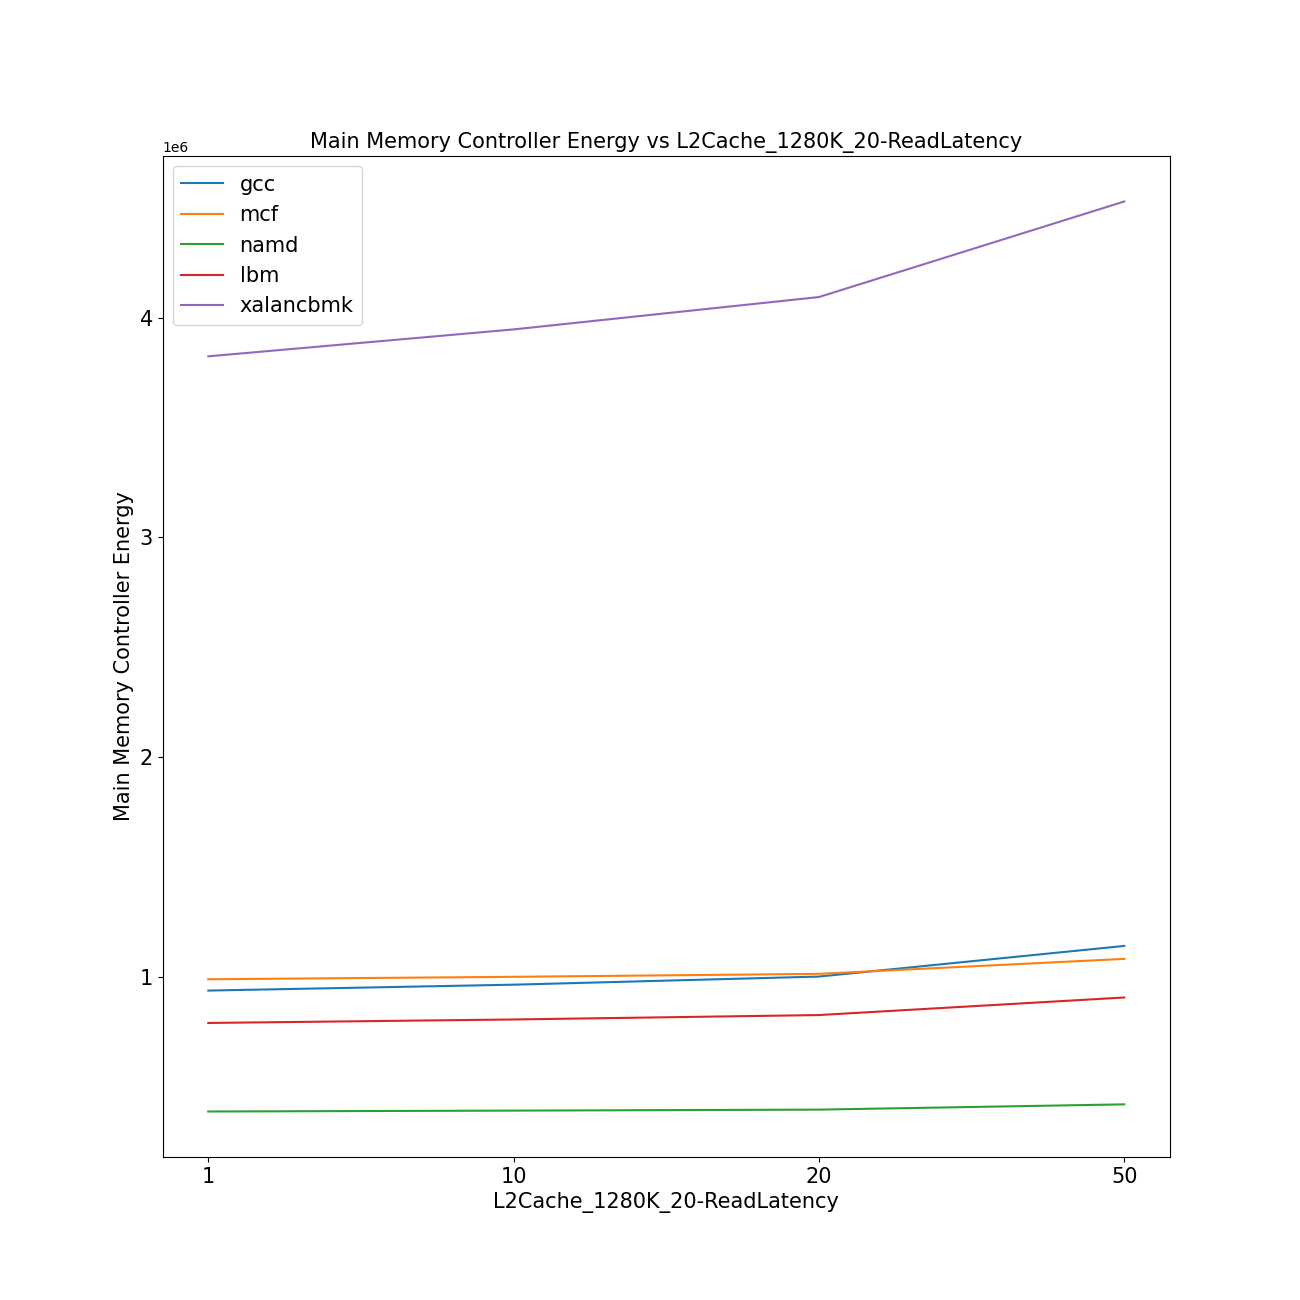 Main Memory Controller Energy vs L2Cache_1280K_20-ReadLatency
1e6
gcc
mcf
namd
lbm
xalancbmk
4
3
2
1
Main Memory Controller Energy
1 10 20 50
L2Cache_1280K_20-ReadLatency